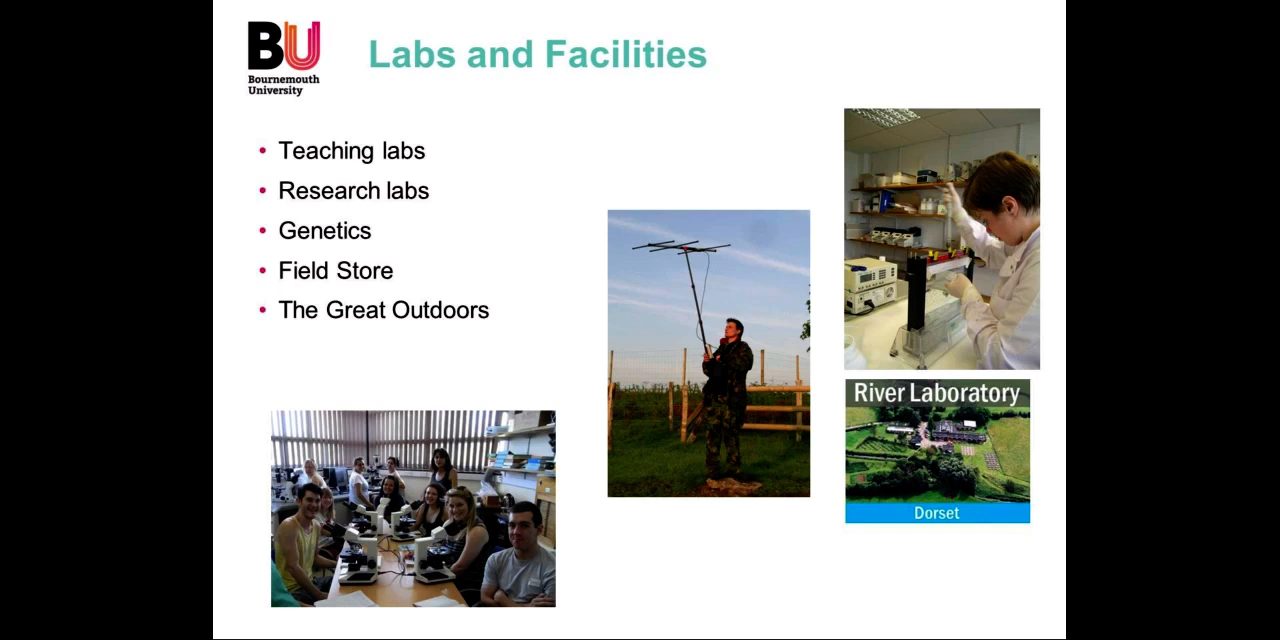 BU
Bournemouth
University
Labs and Facilities
• Teaching labs
• Research labs
• Genetics
• Field Store
• The Great Outdoors
River Laboratory
Dorset